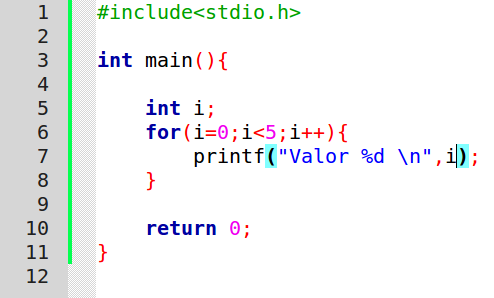 1 #include<stdio.h>
2
3 int main(){
4
5     int i;
6     for(i=0;i<5;i++){
7         printf("Valor %d \n",i);
8     }
9
10     return 0;
11 }
12